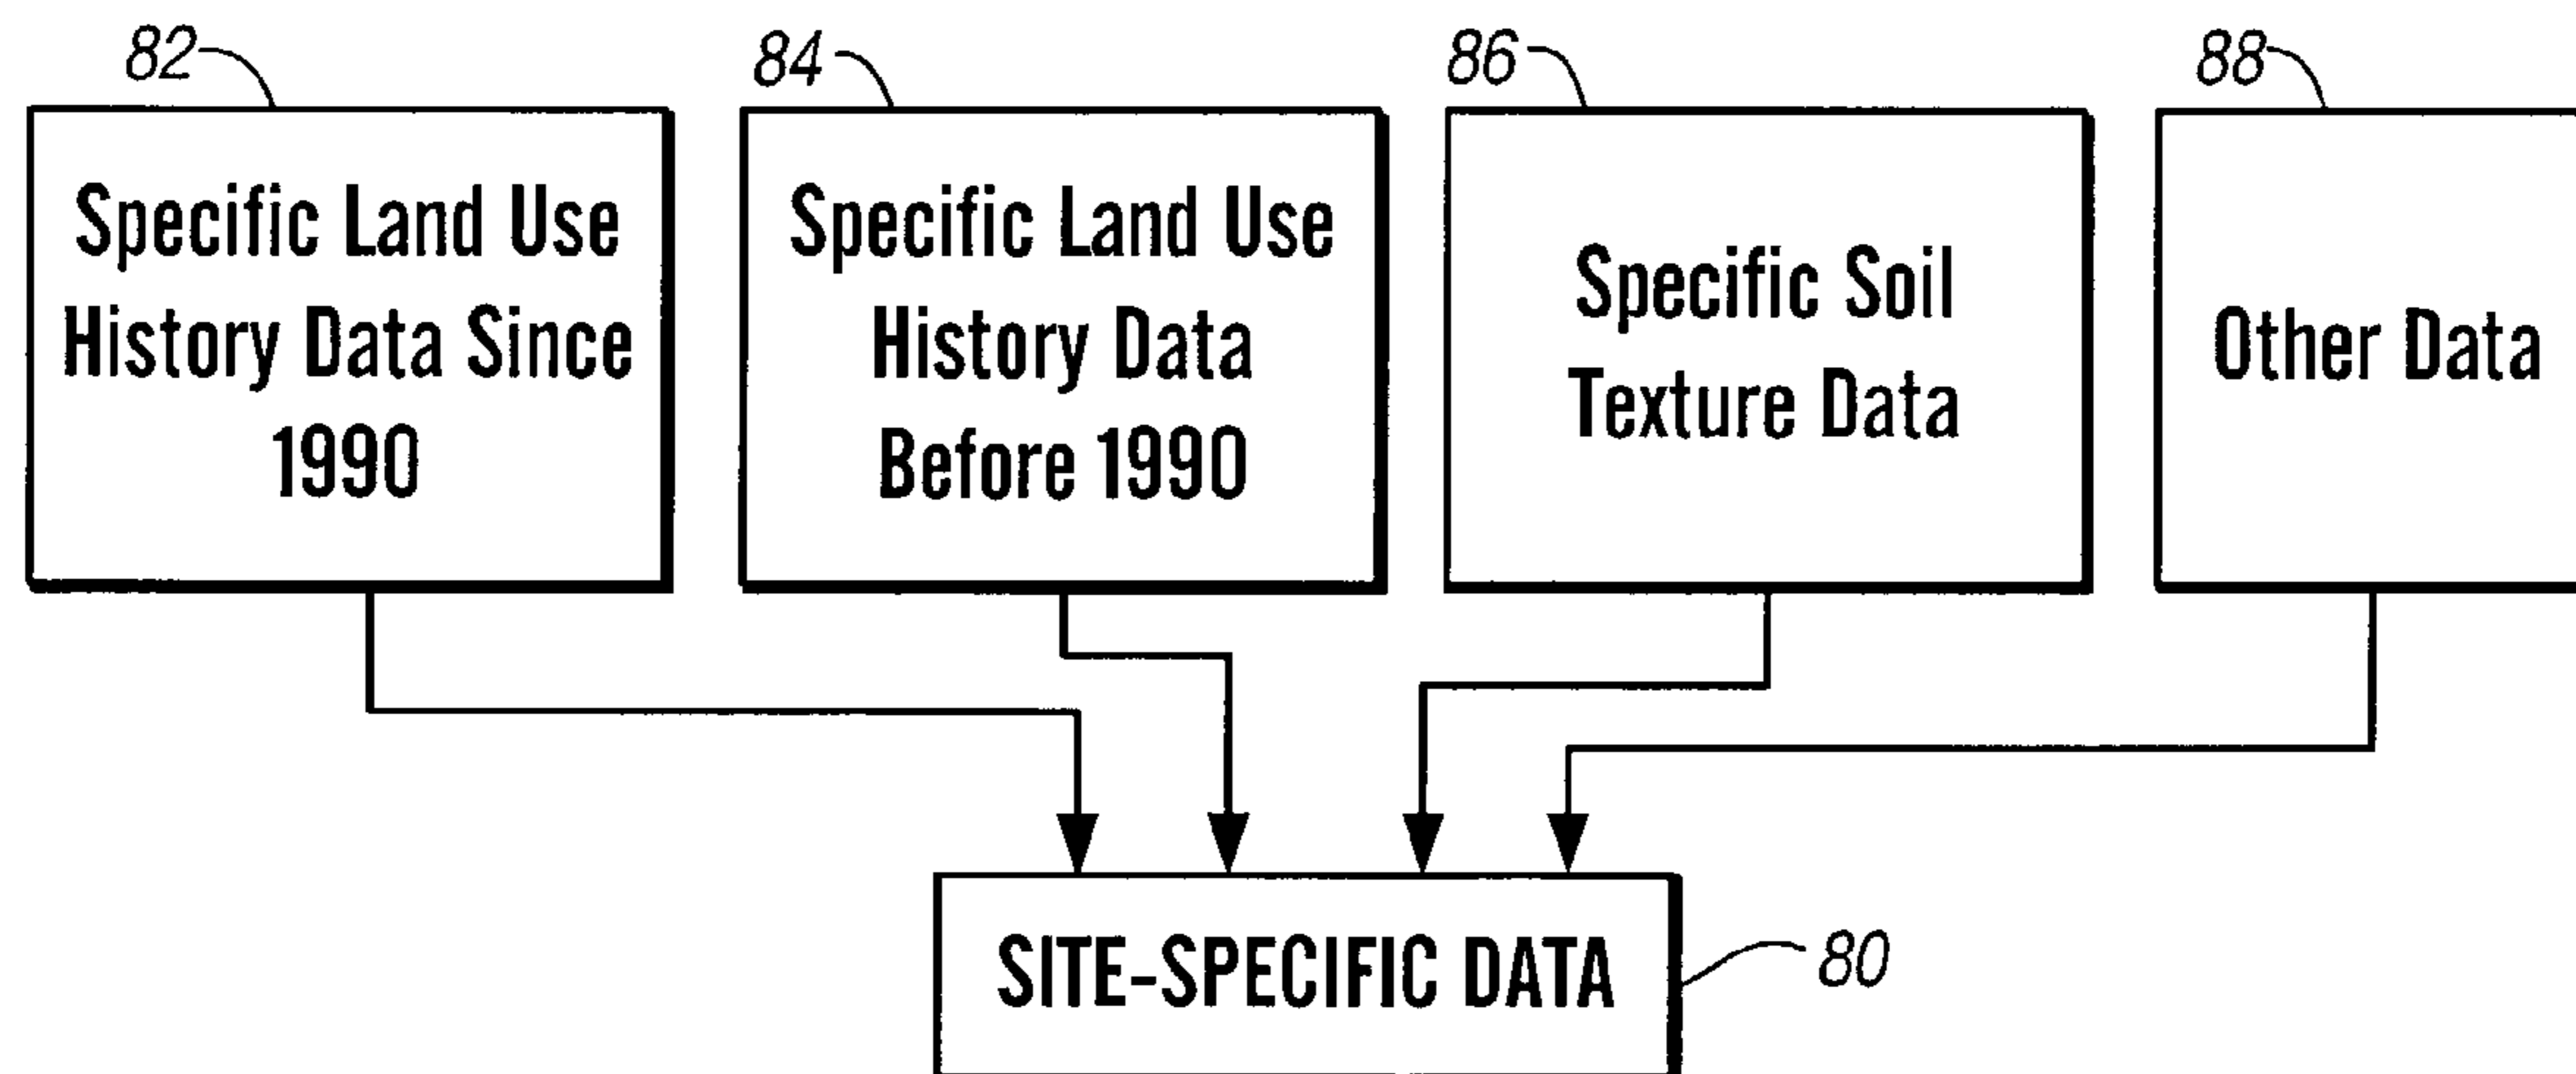 82
84
86
88
Specific Land Use
History Data Since
1990
Specific Land Use
History Data
Before 1990
Specific Soil
Texture Data
Other Data
SITE-SPECIFIC DATA
80